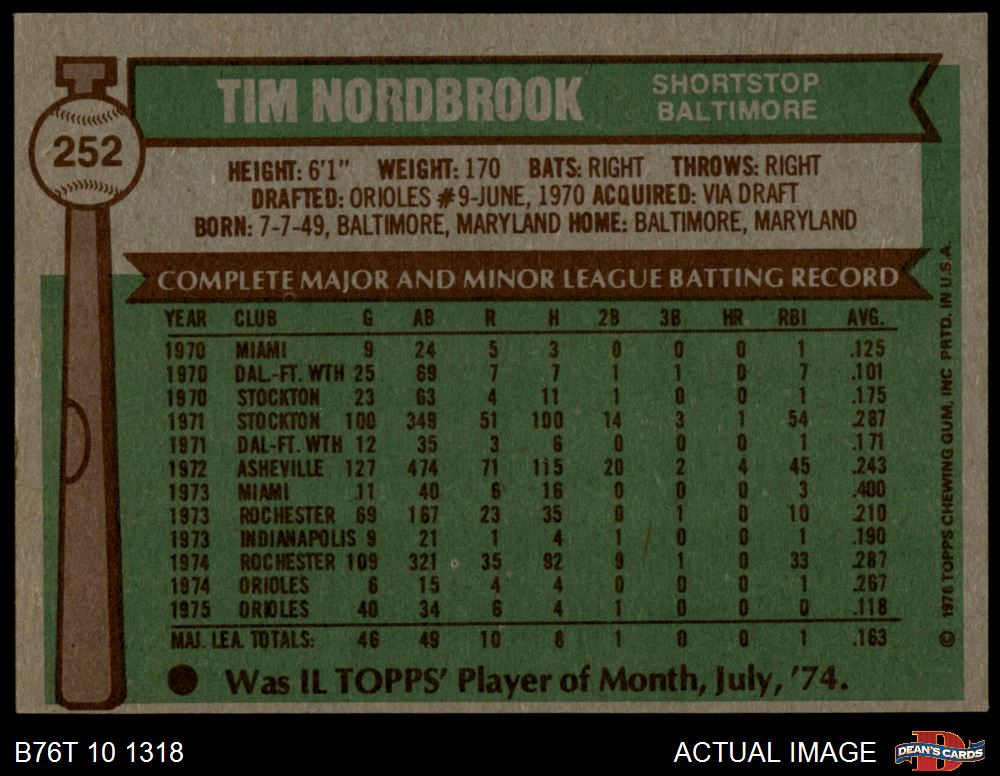 TIM NORDBROOK SHORTSTOP
BALTIMORE
252
HEIGHT: 6'1" WEIGHT: 170 BATS: RIGHT THROWS: RIGHT
DRAFTED: ORIOLES #9-JUNE, 1970 ACQUIRED: VIA DRAFT
BORN: 7-7-49, BALTIMORE, MARYLAND HOME: BALTIMORE, MARYLAND
COMPLETE MAJOR AND MINOR LEAGUE BATTING RECORD
YEAR CLUB G AB R H 2B 3B HR RBI AVG.
1970 MIAMI 9 24 5 3 0 0 0 1 .125
1970 DAL.-FT. WTH 25 69 7 7 1 1 0 7 .101
1970 STOCKTON 23 63 4 11 1 0 0 1 .175
1971 STOCKTON 100 349 51 100 14 3 1 54 .287
1971 DAL-FT. WTH 12 35 3 6 0 0 0 1 .171
1972 ASHEVILLE 127 474 71 115 20 2 4 45 .243
1973 MIAMI 11 40 6 16 0 0 0 3 .400
1973 ROCHESTER 69 167 23 35 0 1 0 10 .210
1973 INDIANAPOLIS 9 21 1 4 1 0 0 1 .190
1974 ROCHESTER 109 321 35 92 9 1 0 33 .287
1974 ORIOLES 6 15 4 4 0 0 0 1 .267
1975 ORIOLES 40 34 6 4 1 0 0 0 .118
MAJ. LEA. TOTALS: 46 49 10 8 1 0 0 1 .163
● Was IL TOPPS' Player of Month, July, '74.
© 1976 TOPPS CHEWING GUM, INC PRTD. IN U.S.A.
B76T 10 1318 ACTUAL IMAGE DEAN'S CARDS